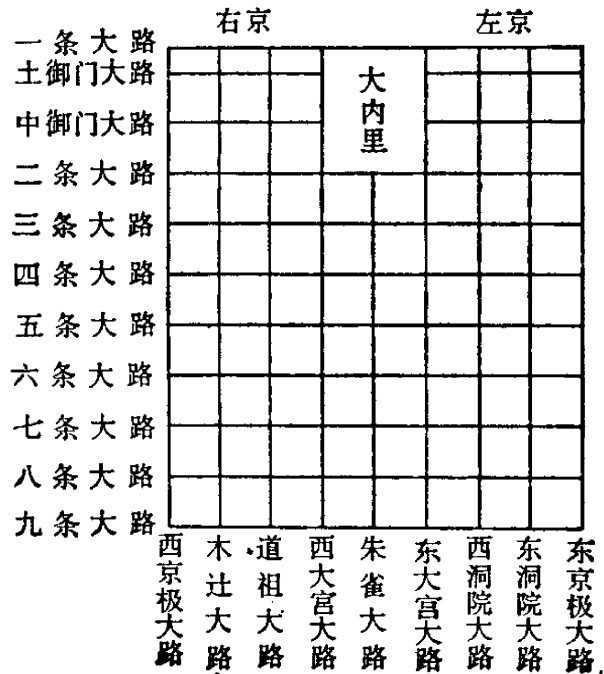 右京
左京
一条大路
土御门大路
中御门大路
二条大路
三条大路
四条大路
五条大路
六条大路
七条大路
八条大路
九条大路
大内里
西京极大路
木辻大路
道祖大路
西大宫大路
朱雀大路
东大宫大路
西洞院大路
东洞院大路
东京极大路